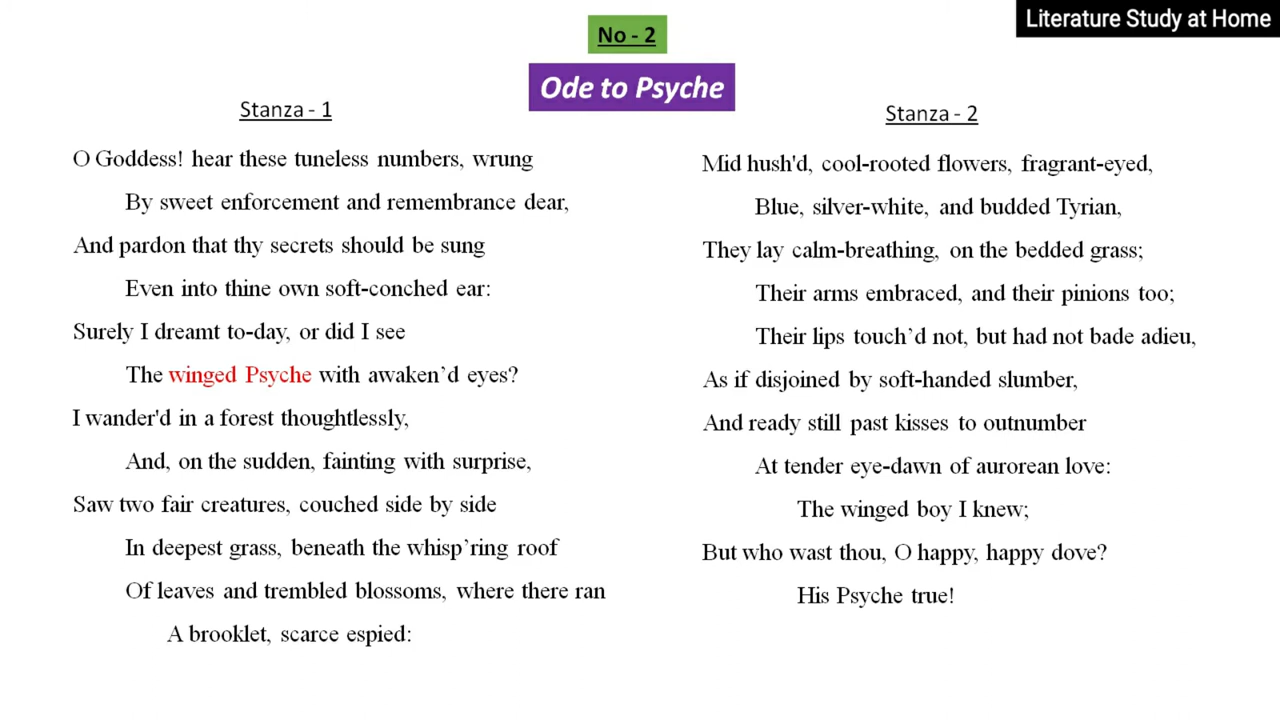 Literature Study at Home
No - 2
Ode to Psyche
Stanza - 1
O Goddess! hear these tuneless numbers, wrung
By sweet enforcement and remembrance dear,
And pardon that thy secrets should be sung
Even into thine own soft-conched ear:
Surely I dreamt to-day, or did I see
The winged Psyche with awaken’d eyes?
I wander'd in a forest thoughtlessly,
And, on the sudden, fainting with surprise,
Saw two fair creatures, couched side by side
In deepest grass, beneath the whisp’ring roof
Of leaves and trembled blossoms, where there ran
A brooklet, scarce espied:
Stanza - 2
Mid hush'd, cool-rooted flowers, fragrant-eyed,
Blue, silver-white, and budded Tyrian,
They lay calm-breathing, on the bedded grass;
Their arms embraced, and their pinions too;
Their lips touch’d not, but had not bade adieu,
As if disjoined by soft-handed slumber,
And ready still past kisses to outnumber
At tender eye-dawn of aurorean love:
The winged boy I knew;
But who wast thou, O happy, happy dove?
His Psyche true!